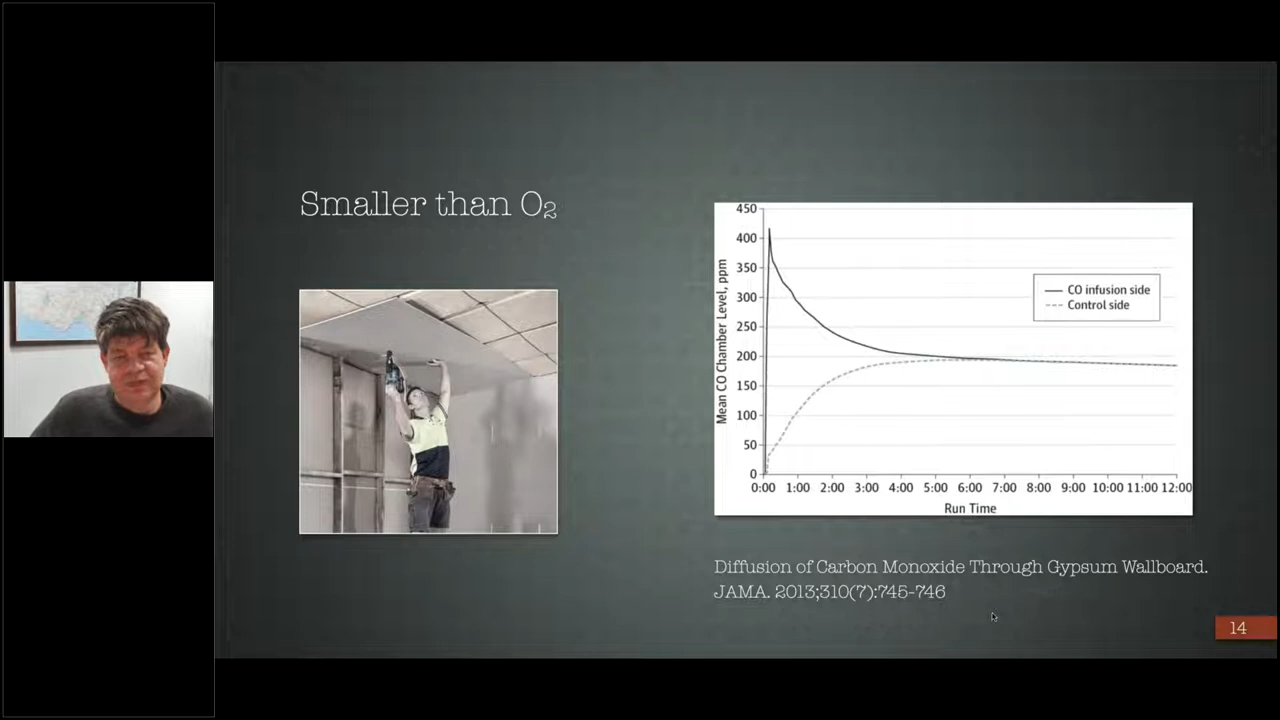 Smaller than O₂
450
400
350
300
250
200
150
100
50
0
Mean CO Chamber Level, ppm
CO infusion side
Control side
0:00 1:00 2:00 3:00 4:00 5:00 6:00 7:00 8:00 9:00 10:00 11:00 12:00
Run Time
Diffusion of Carbon Monoxide Through Gypsum Wallboard.
JAMA. 2013;310(7):745-746
14